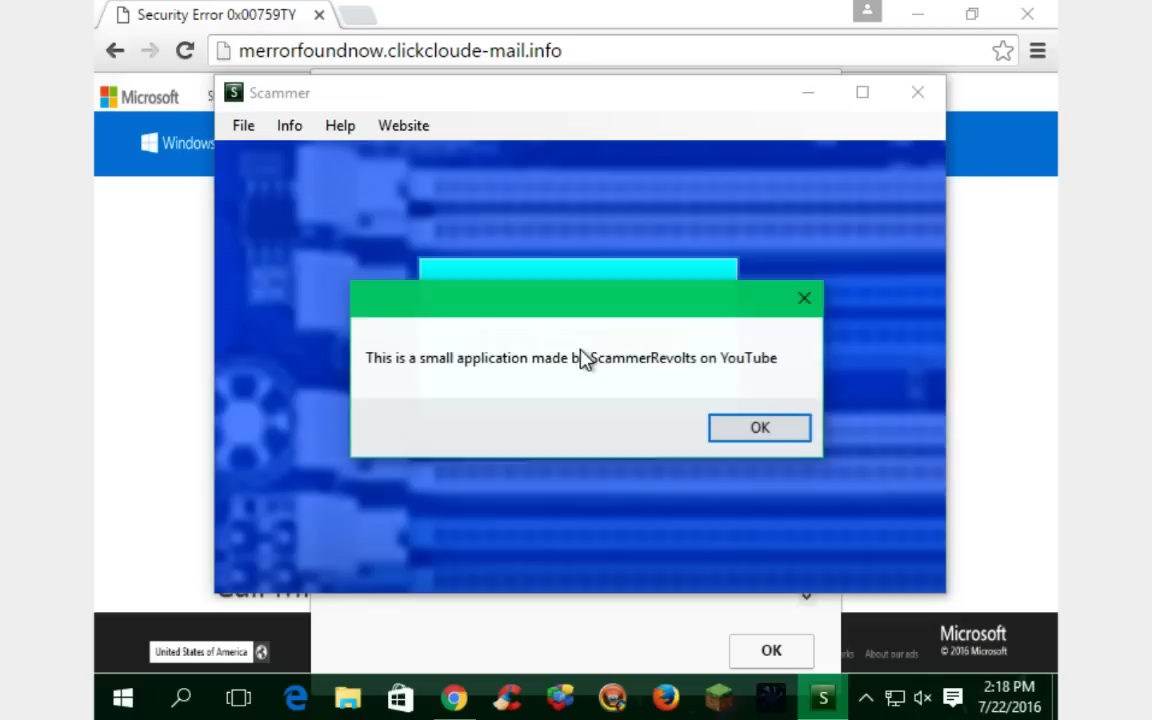 Security Error 0x00759TY
merrorfoundnow.clickcloude-mail.info
Microsoft
Scammer
File Info Help Website
Windows
This is a small application made by ScammerRevolts on YouTube
OK
United States of America
OK
About our ads
Microsoft
© 2016 Microsoft
S
2:18 PM
7/22/2016